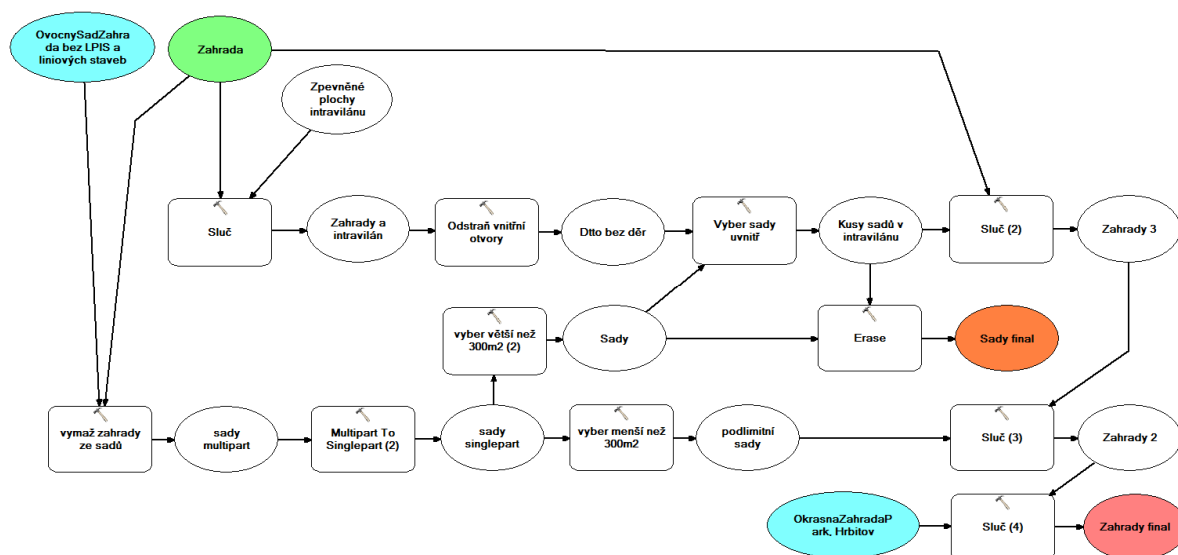 OvocnySadZahra
da bez LPIS a
liniových staveb
Zahrada
Zpevněné
plochy
intravilánu
Sluč
Zahrady a
intravilán
Odstraň vnitřní
otvory
Dtto bez děr
Vyber sady
uvnitř
Kusy sadů v
intravilánu
Sluč (2)
Zahrady 3
vyber větší než
300m2 (2)
Sady
Erase
Sady final
vymaž zahrady
ze sadů
sady
multipart
Multipart To
Singlepart (2)
sady
singlepart
vyber menší než
300m2
podlimitní
sady
Sluč (3)
Zahrady 2
OkrasnaZahradaP
ark, Hrbitov
Sluč (4)
Zahrady final